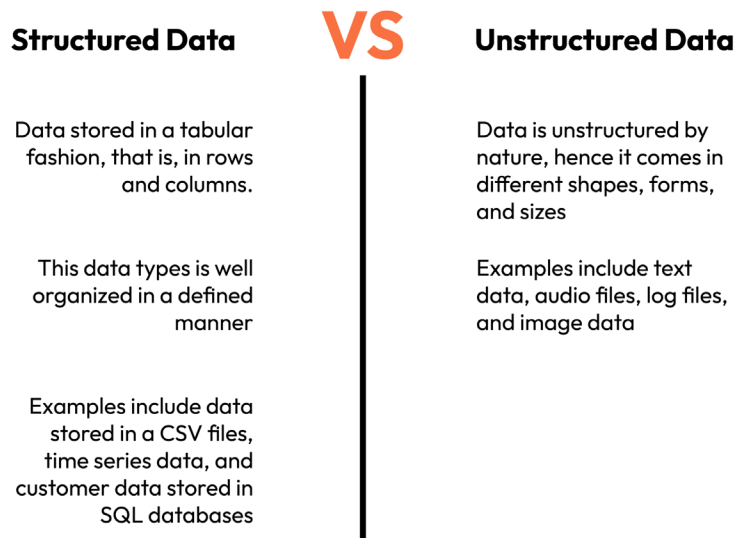 Structured Data
VS
Unstructured Data
Data stored in a tabular
fashion, that is, in rows
and columns.
This data types is well
organized in a defined
manner
Examples include data
stored in a CSV files,
time series data, and
customer data stored in
SQL databases
Data is unstructured by
nature, hence it comes in
different shapes, forms,
and sizes
Examples include text
data, audio files, log files,
and image data